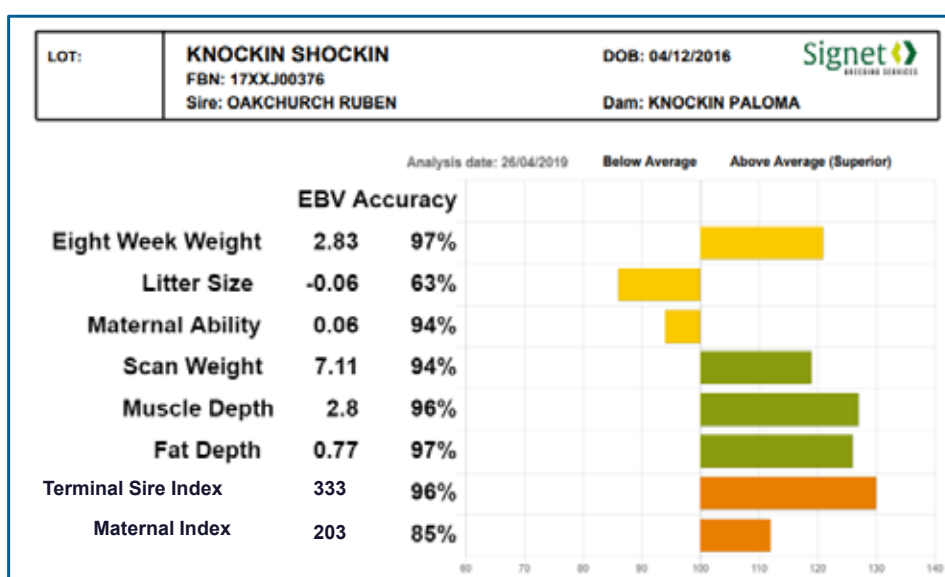 LOT:
KNOCKIN SHOCKIN
DOB: 04/12/2016
Signet
BREEDING SERVICES
FBN: 17XXJ00376
Sire: OAKCHURCH RUBEN
Dam: KNOCKIN PALOMA
Analysis date: 26/04/2019 Below Average Above Average (Superior)
EBV Accuracy
Eight Week Weight 2.83 97%
Litter Size -0.06 63%
Maternal Ability 0.06 94%
Scan Weight 7.11 94%
Muscle Depth 2.8 96%
Fat Depth 0.77 97%
Terminal Sire Index 333 96%
Maternal Index 203 85%
60 70 80 90 100 110 120 130 140